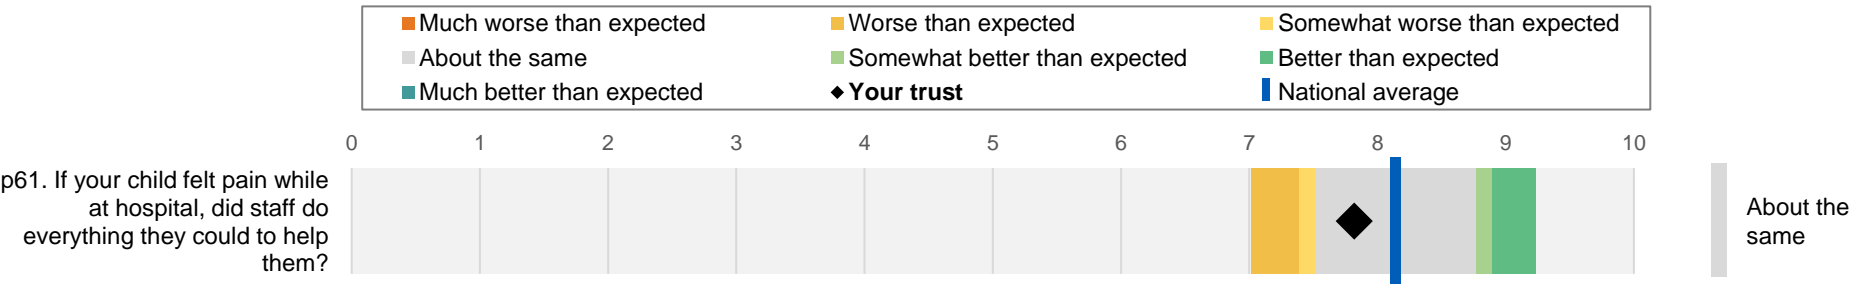 Much worse than expected Worse than expected Somewhat worse than expected
About the same Somewhat better than expected Better than expected
Much better than expected Your trust National average
0 1 2 3 4 5 6 7 8 9 10
p61. If your child felt pain while
at hospital, did staff do
everything they could to help
them?
About the
same